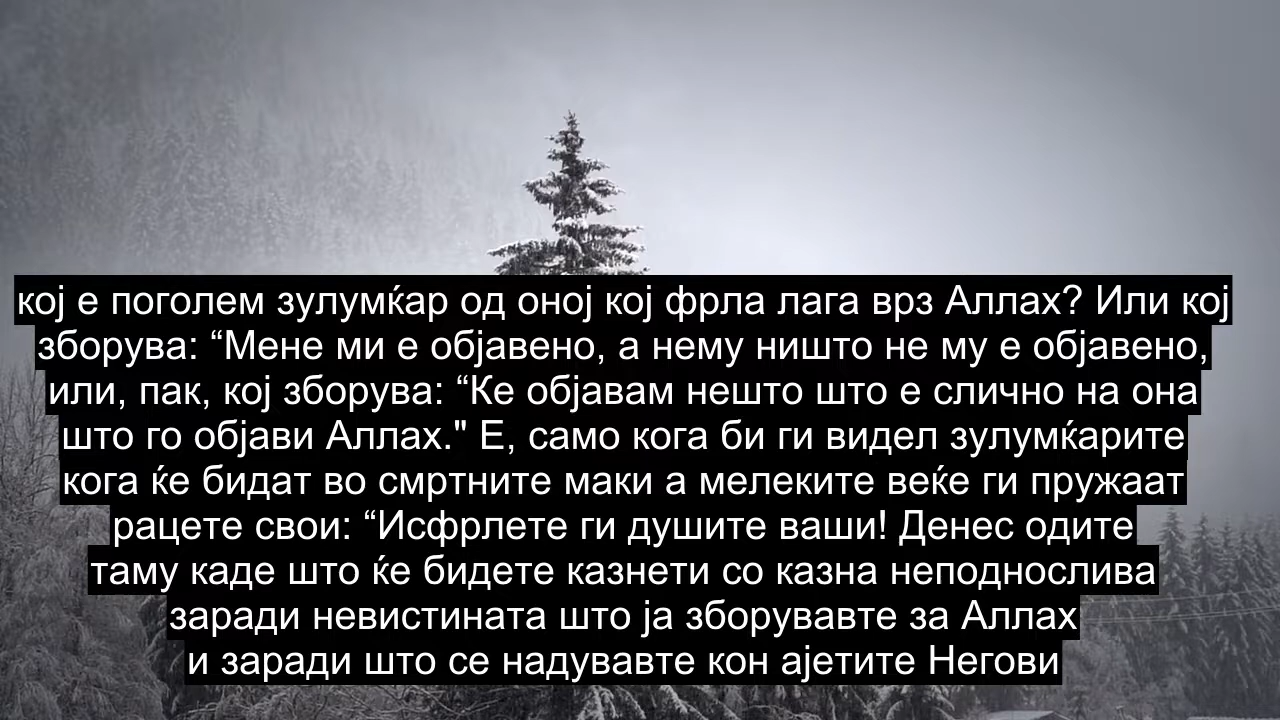 кој е поголем зулумќар од оној кој фрла лага врз Аллах? Или кој
зборува: “Мене ми е објавено, а нему ништо не му е објавено,
или, пак, кој зборува: “Ке објавам нешто што е слично на она
што го објави Аллах." Е, само кога би ги видел зулумќарите
кога ќе бидат во смртните маки а мелеките веќе ги пружаат
рацете свои: “Исфрлете ги душите ваши! Денес одите
таму каде што ќе бидете казнети со казна неподнослива
заради невистината што ја зборувавте за Аллах
и заради што се надувавте кон ајетите Негови